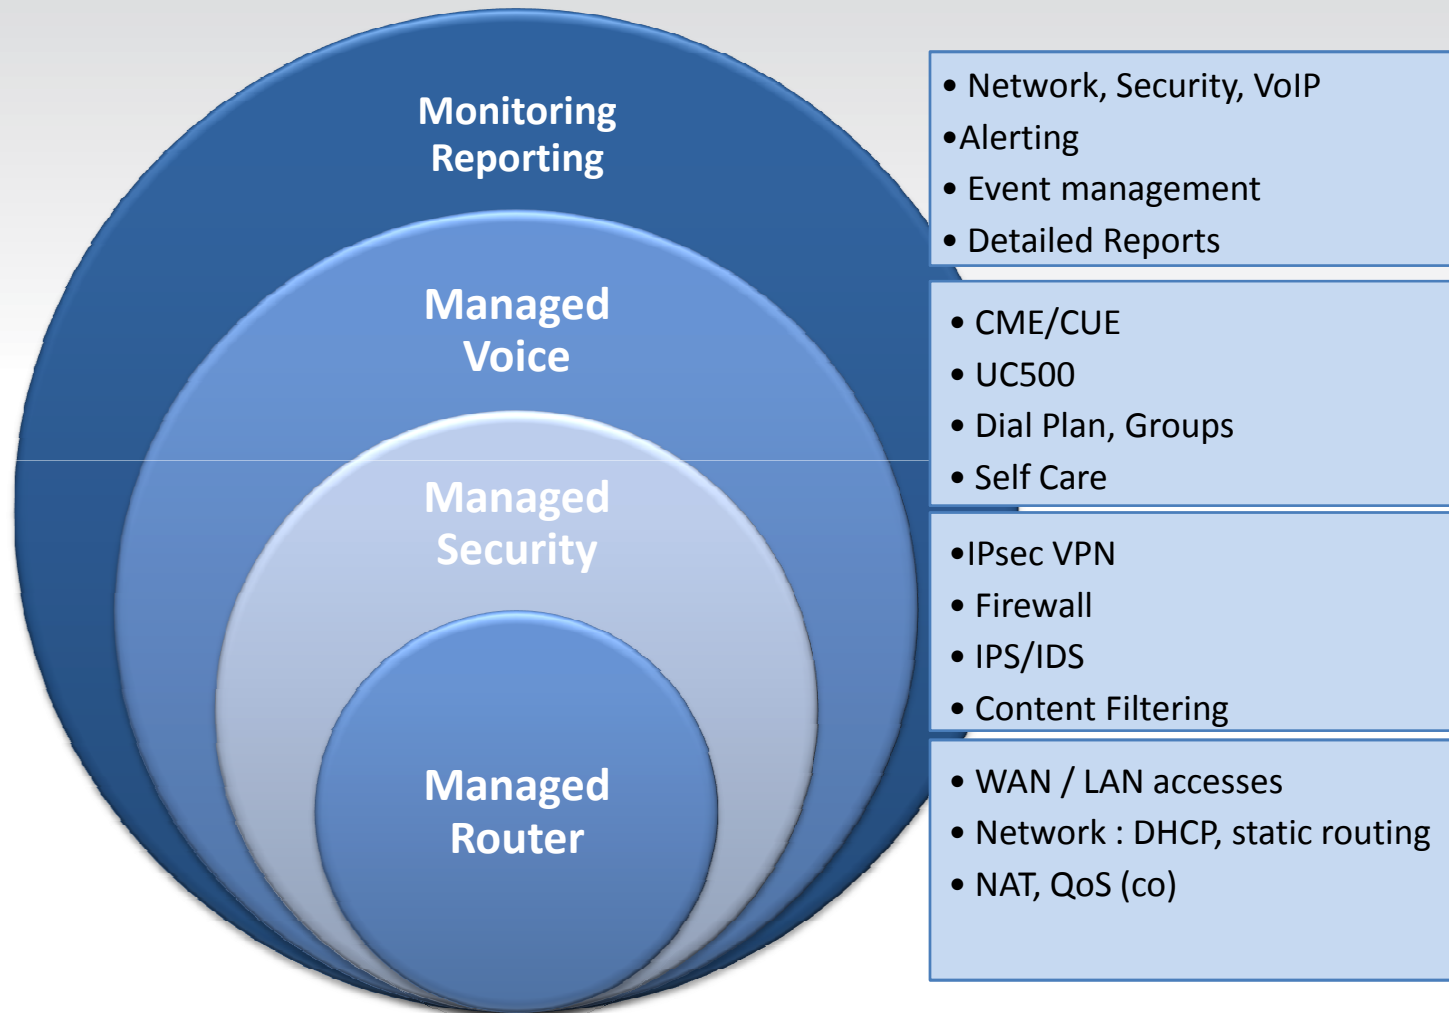 Monitoring
Reporting
Managed
Voice
Managed
Security
Managed
Router
• Network, Security, VoIP
•Alerting
• Event management
• Detailed Reports
• CME/CUE
• UC500
• Dial Plan, Groups
• Self Care
•IPsec VPN
• Firewall
• IPS/IDS
• Content Filtering
• WAN / LAN accesses
• Network : DHCP, static routing
• NAT, QoS (co)